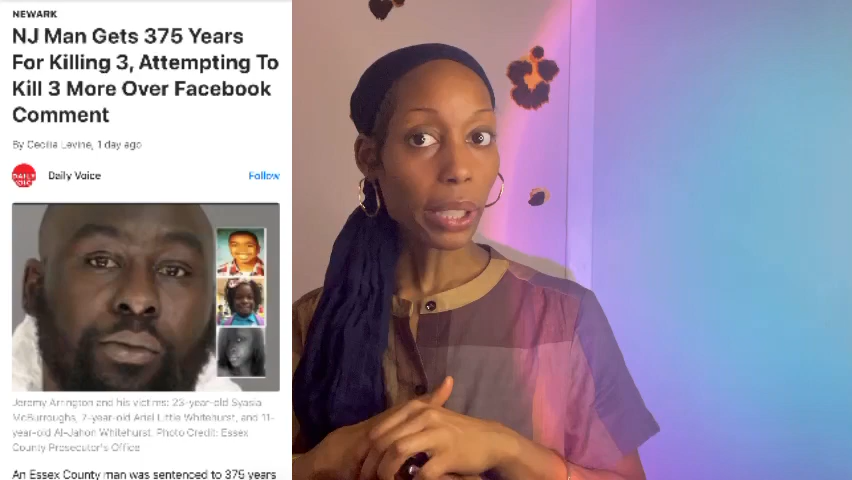 NEWARK
NJ Man Gets 375 Years
For Killing 3, Attempting To
Kill 3 More Over Facebook
Comment
By Cecilia Levine, 1 day ago
DAILY
VOICE
Daily Voice
Follow
Jeremy Arrington and his victims: 23-year-old Syasia
McBurroughs, 7-year-old Ariel Little Whitehurst, and 11-
year-old Al-Jahon Whitehurst. Photo Credit: Essex
County Prosecutor's Office
An Essex County man was sentenced to 375 years